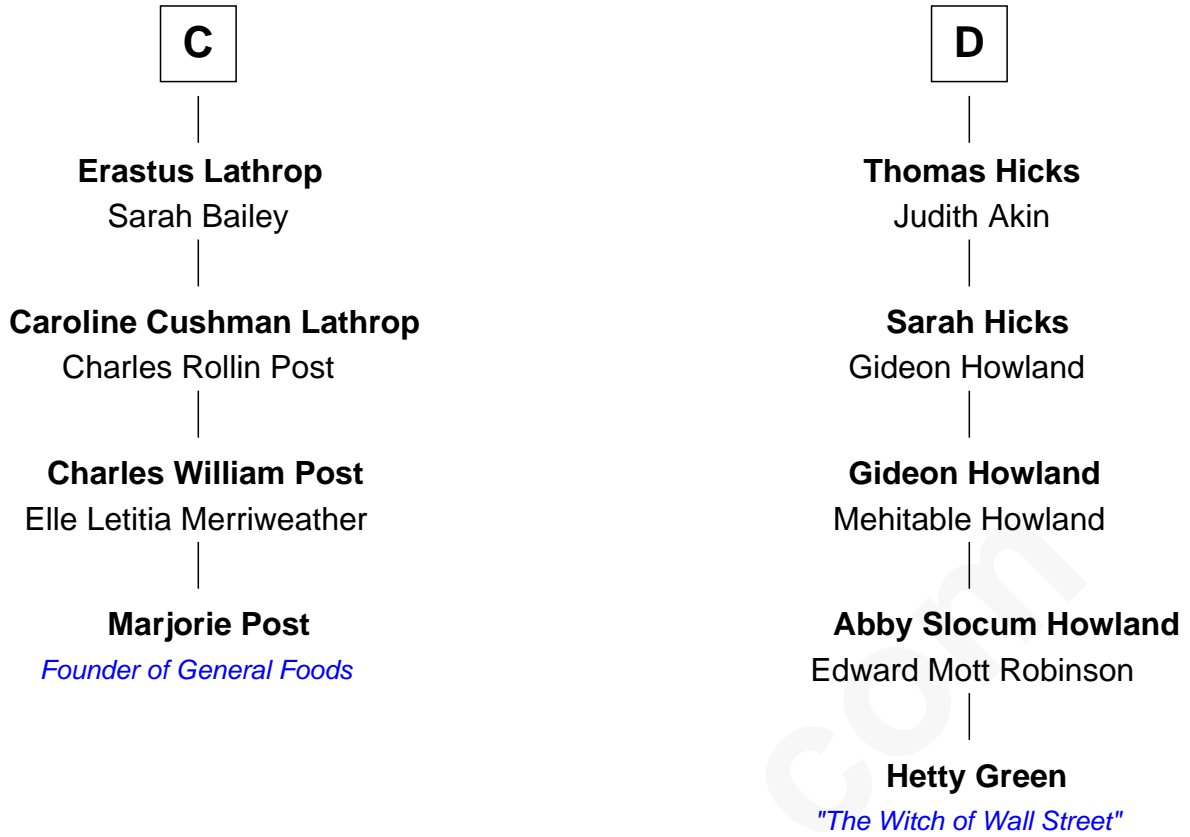 C
Erastus Lathrop
Sarah Bailey
Caroline Cushman Lathrop
Charles Rollin Post
Charles William Post
Elle Letitia Merriweather
Marjorie Post
Founder of General Foods
D
Thomas Hicks
Judith Akin
Sarah Hicks
Gideon Howland
Gideon Howland
Mehitable Howland
Abby Slocum Howland
Edward Mott Robinson
Hetty Green
"The Witch of Wall Street"
com